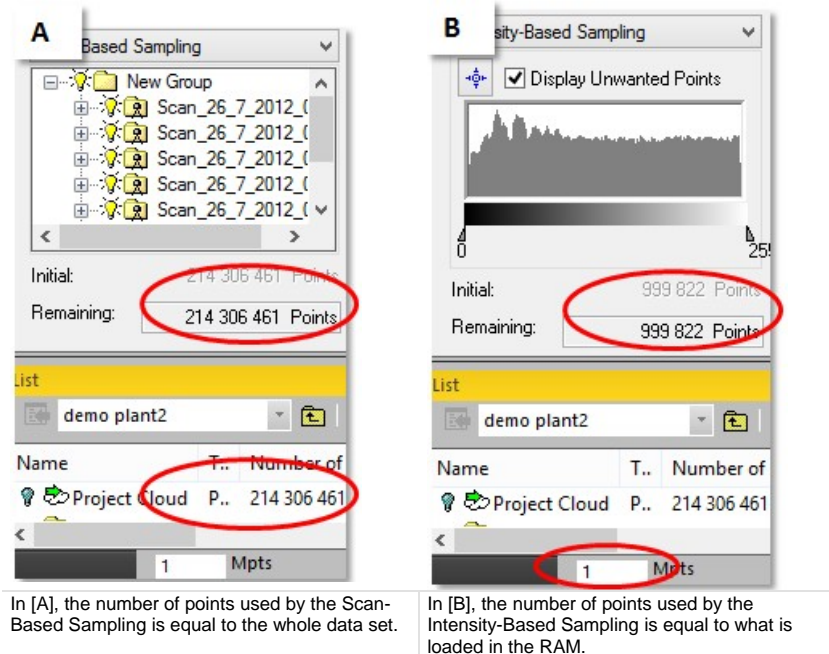 A
Based Sampling
New Group
Scan_26_7_2012_
Scan_26_7_2012_
Scan_26_7_2012_
Scan_26_7_2012_
Scan_26_7_2012_
Initial: 214 306 461 Points
Remaining: 214 306 461 Points
List
demo plant2
Name T.. Number of
Project Cloud P.. 214 306 461
1 Mpts
In [A], the number of points used by the Scan-
Based Sampling is equal to the whole data set.
B
sity-Based Sampling
Display Unwanted Points
0 255
Initial: 999 822 Points
Remaining: 999 822 Points
List
demo plant2
Name T.. Number of
Project Cloud P.. 214 306 461
1 Mpts
In [B], the number of points used by the
Intensity-Based Sampling is equal to what is
loaded in the RAM.